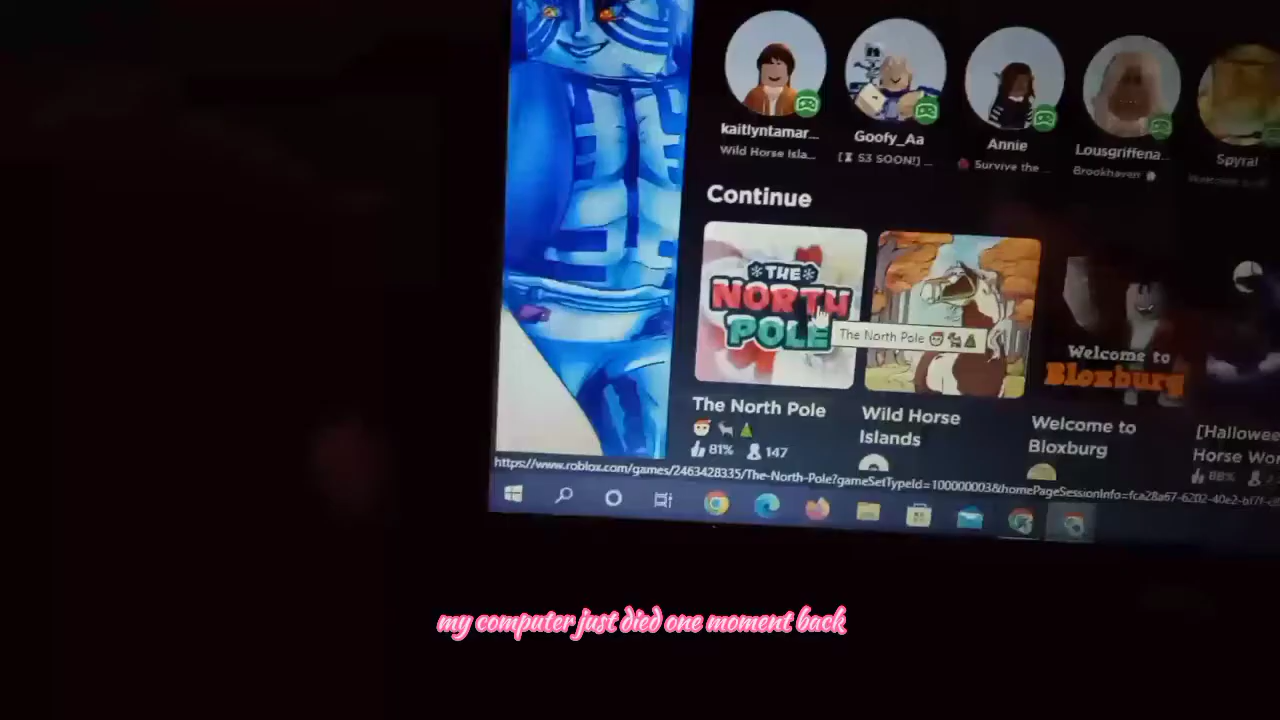 kaitlyntamar...
Goofy_Aa
Annie
Lousgriffena...
Spyral
Wild Horse Isla...
[⌛ S3 SOON!] ...
Survive the ...
Brookhaven
Continue
THE
NORTH
POLE
The North Pole
Welcome to
Bloxburg
The North Pole
81% 147
Wild Horse
Islands
Welcome to
Bloxburg
[Hallowee
Horse Wor
88%
https://www.roblox.com/games/2463428335/The-North-Pole?gameSetTypeId=100000003&homePageSessionInfo=fca28a67-6202-40e2-
my computer just died one moment back